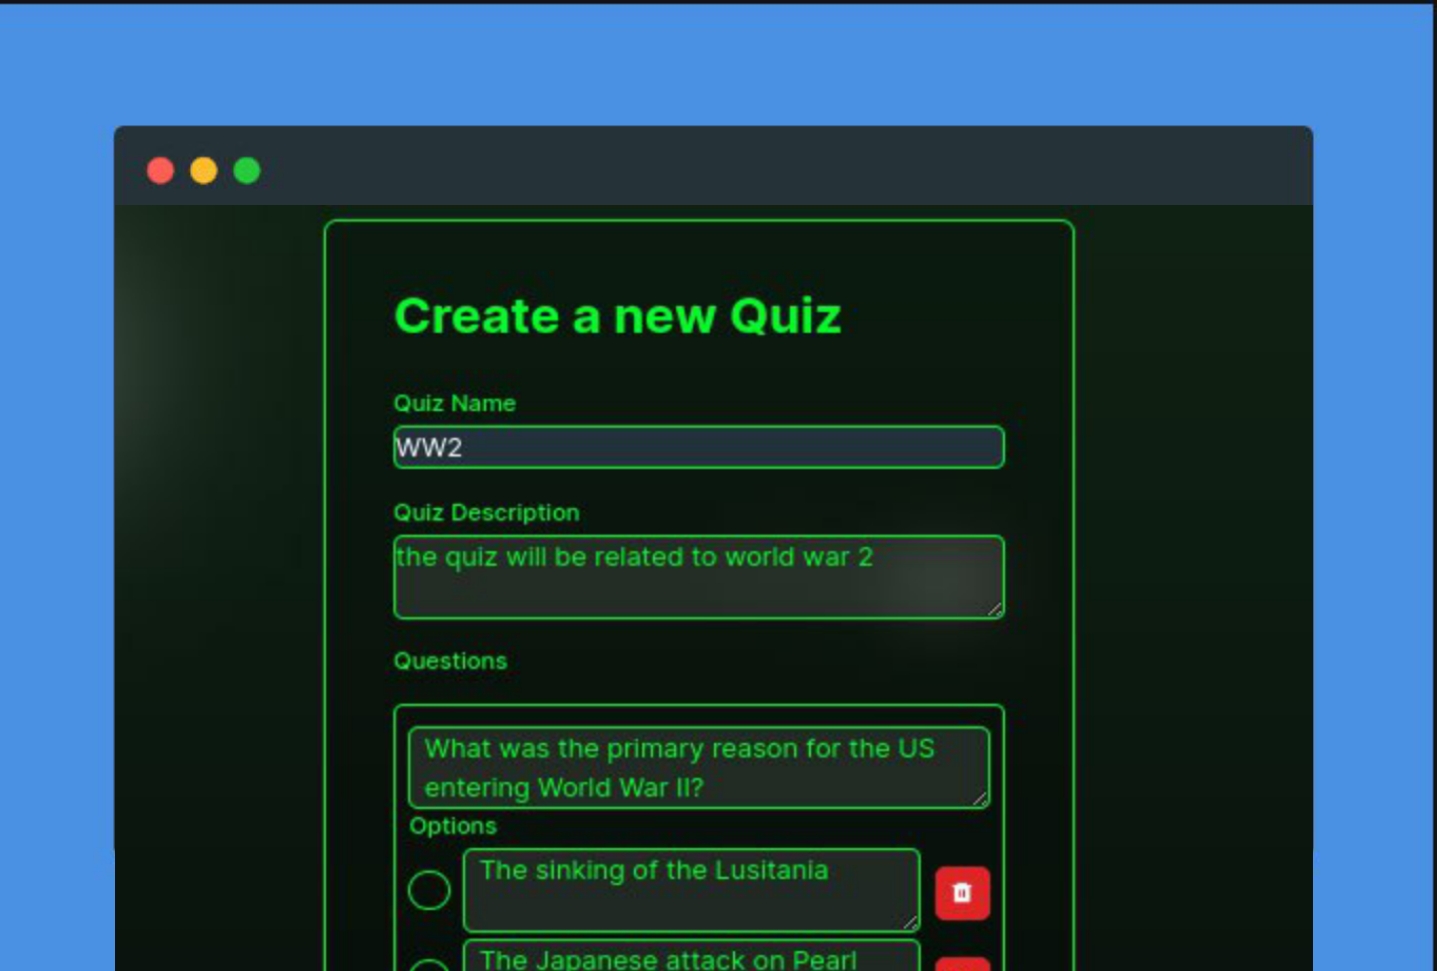 Create a new Quiz
Quiz Name
WW2
Quiz Description
the quiz will be related to world war 2
Questions
What was the primary reason for the US
entering World War II?
Options
The sinking of the Lusitania
The Japanese attack on Pearl